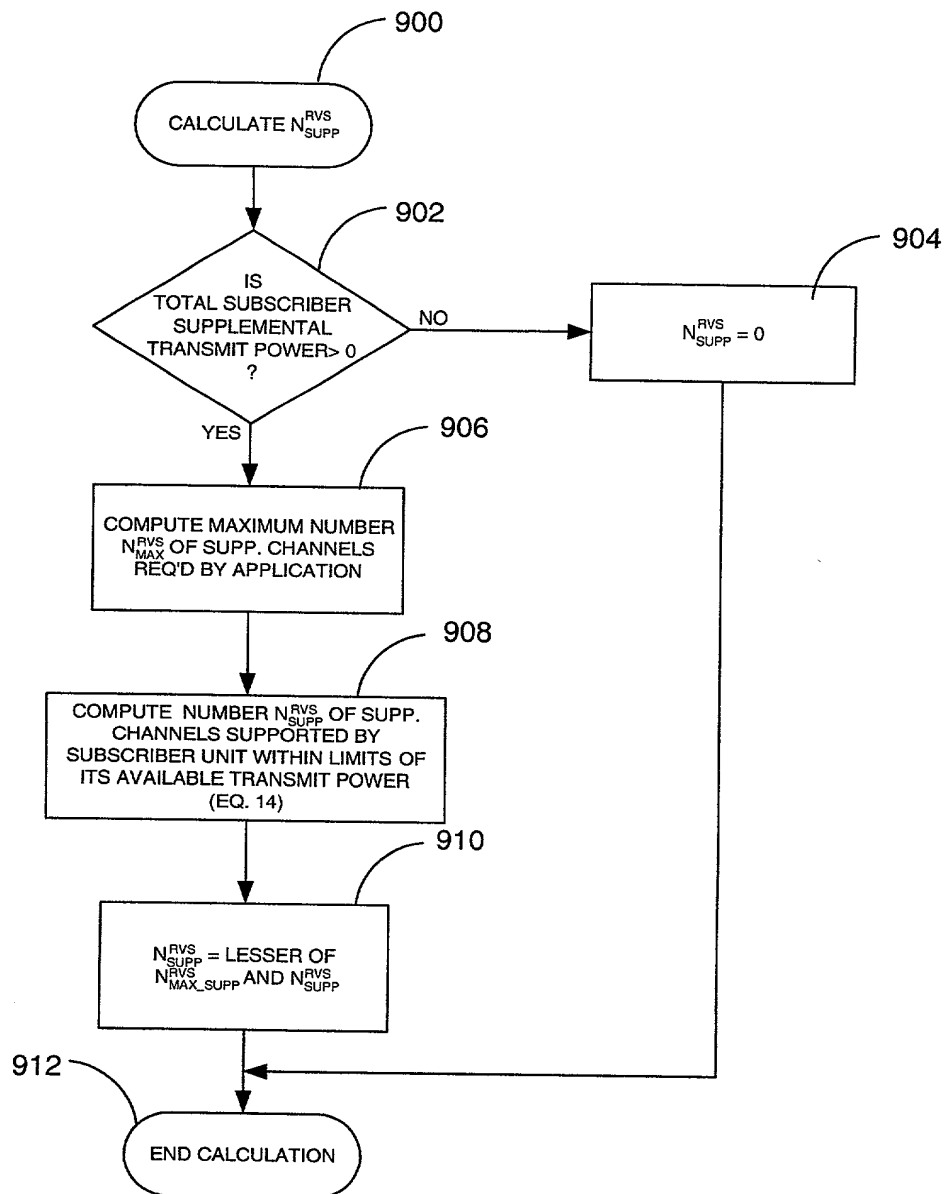 900
CALCULATE N^RVS_SUPP
902
904
IS
TOTAL SUBSCRIBER
SUPPLEMENTAL
TRANSMIT POWER> 0
?
NO
N^RVS_SUPP = 0
YES
906
COMPUTE MAXIMUM NUMBER
N^RVS_MAX OF SUPP. CHANNELS
REQ'D BY APPLICATION
908
COMPUTE NUMBER N^RVS_SUPP OF SUPP.
CHANNELS SUPPORTED BY
SUBSCRIBER UNIT WITHIN LIMITS OF
ITS AVAILABLE TRANSMIT POWER
(EQ. 14)
910
N^RVS_SUPP = LESSER OF
N^RVS_MAX_SUPP AND N^RVS_SUPP
912
END CALCULATION